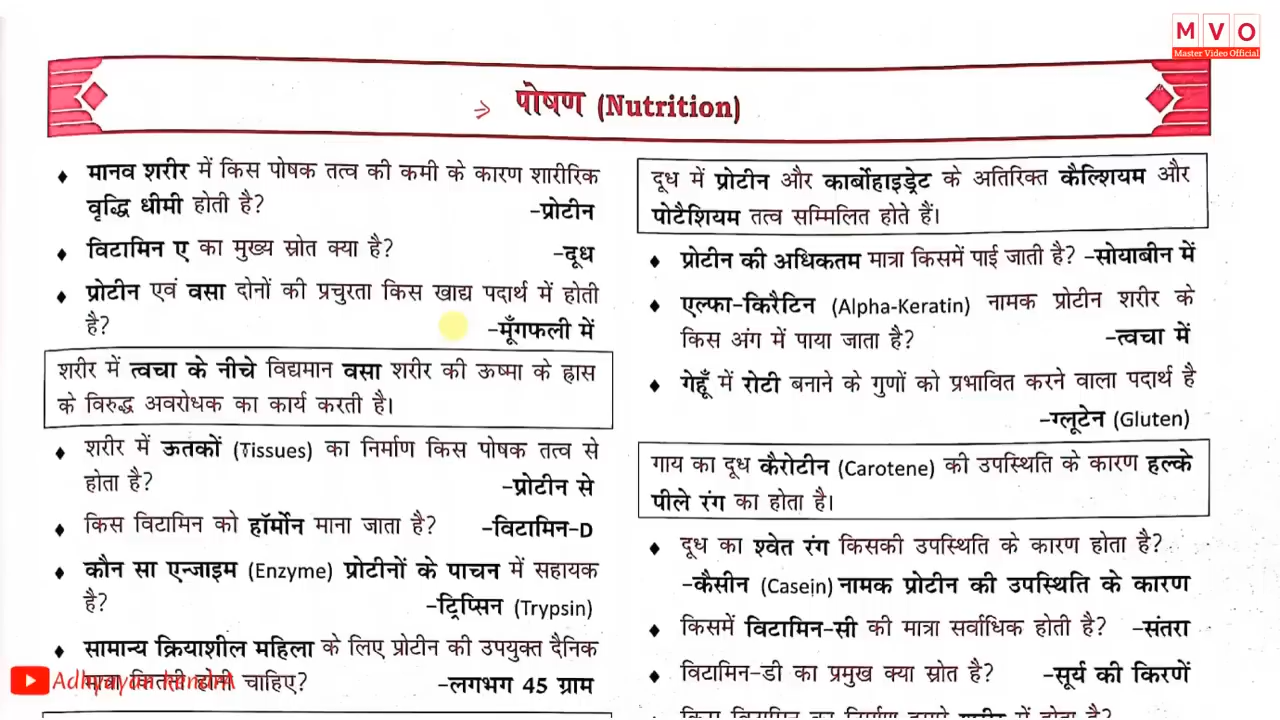 M V O
Master Video Official
पोषण (Nutrition)
मानव शरीर में किस पोषक तत्व की कमी के कारण शारीरिक
वृद्धि धीमी होती है? -प्रोटीन
विटामिन ए का मुख्य स्रोत क्या है? -दूध
प्रोटीन एवं वसा दोनों की प्रचुरता किस खाद्य पदार्थ में होती
है? -मूँगफली में
शरीर में त्वचा के नीचे विद्यमान वसा शरीर की ऊष्मा के ह्रास
के विरुद्ध अवरोधक का कार्य करती है।
शरीर में ऊतकों (Tissues) का निर्माण किस पोषक तत्व से
होता है? -प्रोटीन से
किस विटामिन को हॉर्मोन माना जाता है? -विटामिन-D
कौन सा एन्जाइम (Enzyme) प्रोटीनों के पाचन में सहायक
है? -ट्रिप्सिन (Trypsin)
सामान्य क्रियाशील महिला के लिए प्रोटीन की उपयुक्त दैनिक
मात्रा कितनी होनी चाहिए? -लगभग 45 ग्राम
दूध में प्रोटीन और कार्बोहाइड्रेट के अतिरिक्त कैल्शियम और
पोटैशियम तत्व सम्मिलित होते हैं।
प्रोटीन की अधिकतम मात्रा किसमें पाई जाती है? -सोयाबीन में
एल्फा-किरैटिन (Alpha-Keratin) नामक प्रोटीन शरीर के
किस अंग में पाया जाता है? -त्वचा में
गेहूँ में रोटी बनाने के गुणों को प्रभावित करने वाला पदार्थ है
-ग्लूटेन (Gluten)
गाय का दूध कैरोटीन (Carotene) की उपस्थिति के कारण हल्के
पीले रंग का होता है।
दूध का श्वेत रंग किसकी उपस्थिति के कारण होता है?
-कैसीन (Casein) नामक प्रोटीन की उपस्थिति के कारण
किसमें विटामिन-सी की मात्रा सर्वाधिक होती है? -संतरा
विटामिन-डी का प्रमुख क्या स्रोत है? -सूर्य की किरणें